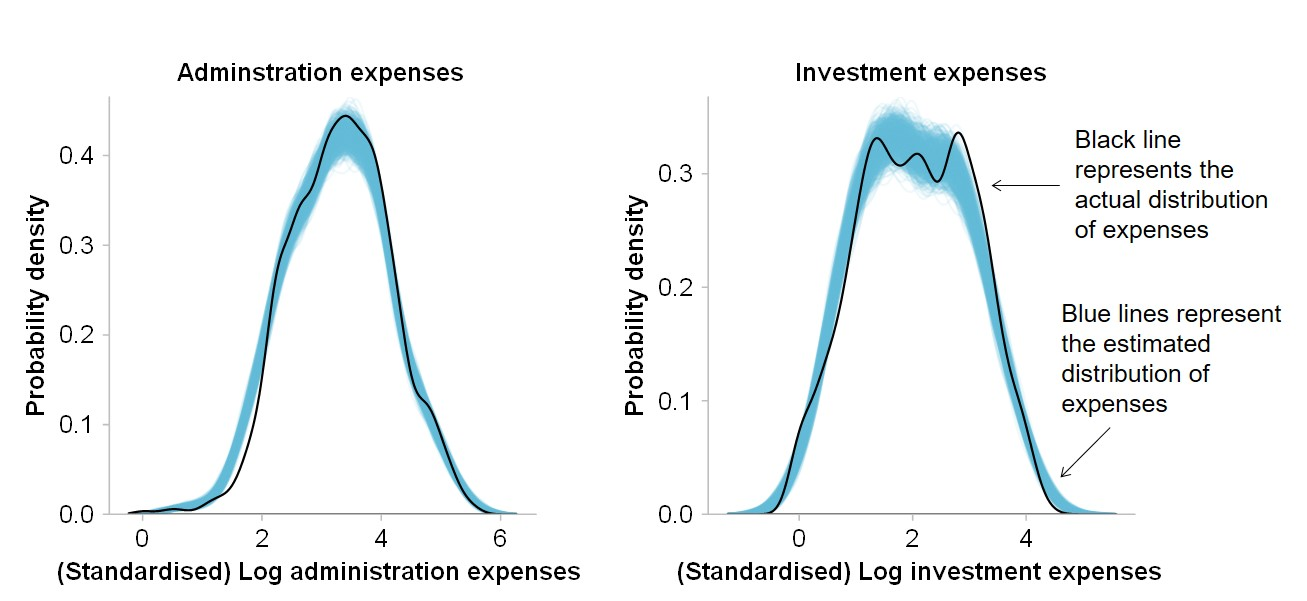 Adminstration expenses
Probability density
0.4
0.3
0.2
0.1
0.0
0 2 4 6
(Standardised) Log administration expenses
Investment expenses
Probability density
0.3
0.2
0.1
0.0
0 2 4
(Standardised) Log investment expenses
Black line
represents the
actual distribution
of expenses
Blue lines represent
the estimated
distribution of
expenses